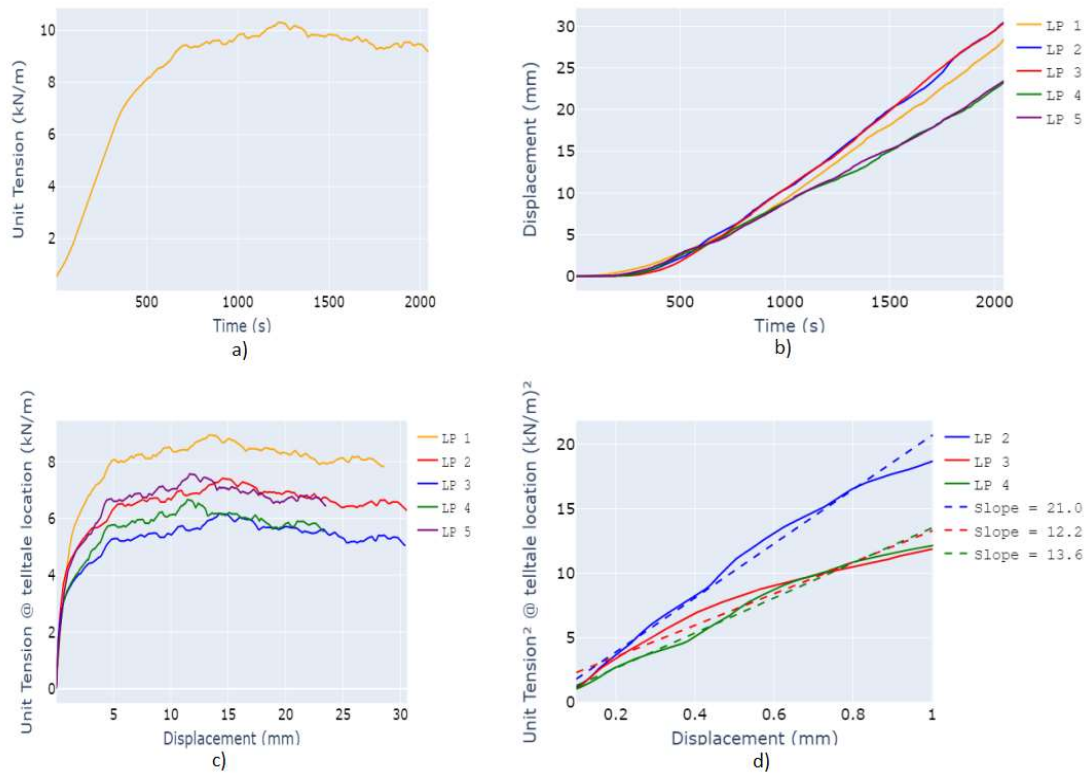 Unit Tension (kN/m)
10
8
6
4
2
500
1000
1500
2000
Time (s)
a)
Displacement (mm)
30
25
20
15
10
5
0
500
1000
1500
2000
Time (s)
b)
LP 1
LP 2
LP 3
LP 4
LP 5
Unit Tension @ telltale location (kN/m)
8
6
4
2
0
5
10
15
20
25
30
Displacement (mm)
c)
LP 1
LP 2
LP 3
LP 4
LP 5
Unit Tension² @ telltale location (kN/m)²
20
15
10
5
0
0.2
0.4
0.6
0.8
1
Displacement (mm)
d)
LP 2
LP 3
LP 4
Slope = 21.0
Slope = 12.2
Slope = 13.6